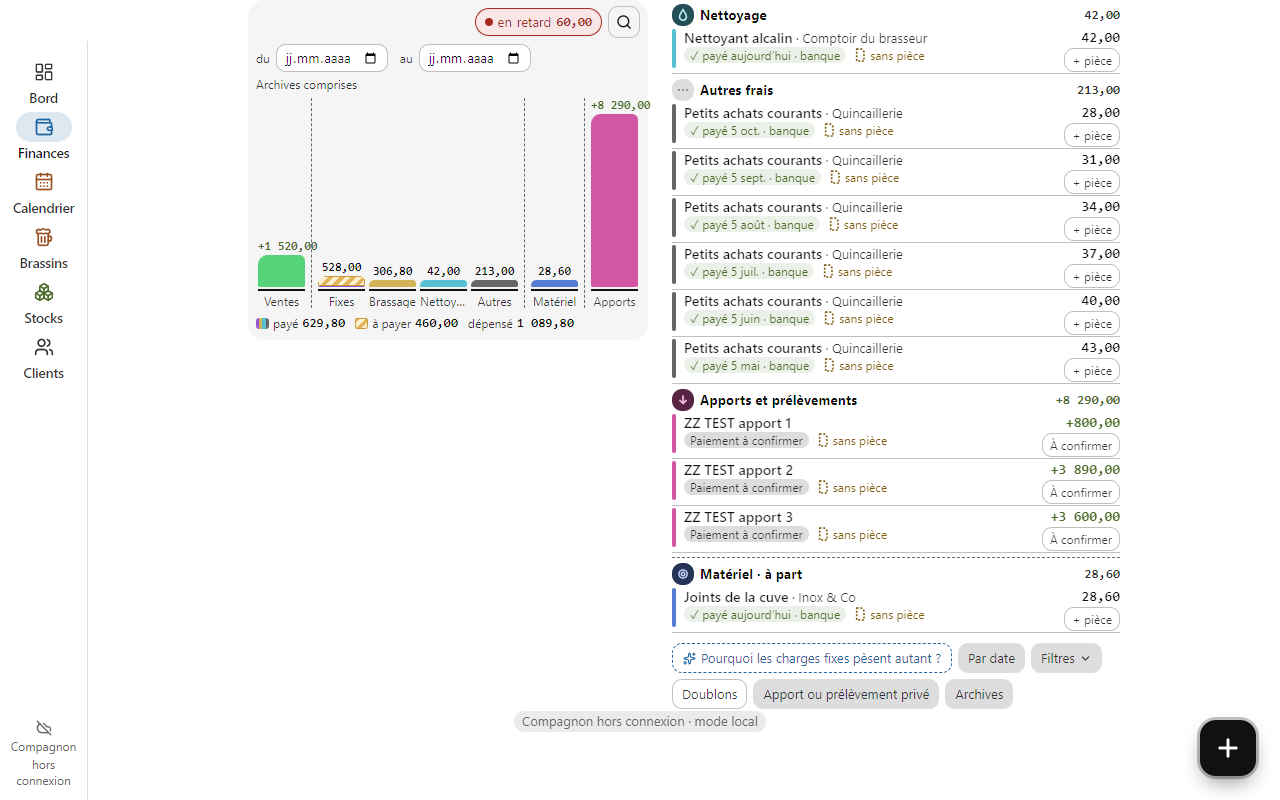 Bord
Finances
Calendrier
Brassins
Stocks
Clients
Compagnon
hors
connexion
en retard 60,00
du jj.mm.aaaa au jj.mm.aaaa
Archives comprises
+8 290,00
+1 520,00
528,00 306,80 42,00 213,00 28,60
Ventes Fixes Brassage Nettoy… Autres Matériel Apports
payé 629,80 à payer 460,00 dépensé 1 089,80
Nettoyage 42,00
Nettoyant alcalin · Comptoir du brasseur 42,00
✓ payé aujourd'hui · banque sans pièce + pièce
Autres frais 213,00
Petits achats courants · Quincaillerie 28,00
✓ payé 5 oct. · banque sans pièce + pièce
Petits achats courants · Quincaillerie 31,00
✓ payé 5 sept. · banque sans pièce + pièce
Petits achats courants · Quincaillerie 34,00
✓ payé 5 août · banque sans pièce + pièce
Petits achats courants · Quincaillerie 37,00
✓ payé 5 juil. · banque sans pièce + pièce
Petits achats courants · Quincaillerie 40,00
✓ payé 5 juin · banque sans pièce + pièce
Petits achats courants · Quincaillerie 43,00
✓ payé 5 mai · banque sans pièce + pièce
Apports et prélèvements +8 290,00
ZZ TEST apport 1 +800,00
Paiement à confirmer sans pièce À confirmer
ZZ TEST apport 2 +3 890,00
Paiement à confirmer sans pièce À confirmer
ZZ TEST apport 3 +3 600,00
Paiement à confirmer sans pièce À confirmer
Matériel · à part 28,60
Joints de la cuve · Inox & Co 28,60
✓ payé aujourd'hui · banque sans pièce + pièce
Pourquoi les charges fixes pèsent autant ? Par date Filtres
Doublons Apport ou prélèvement privé Archives
Compagnon hors connexion · mode local